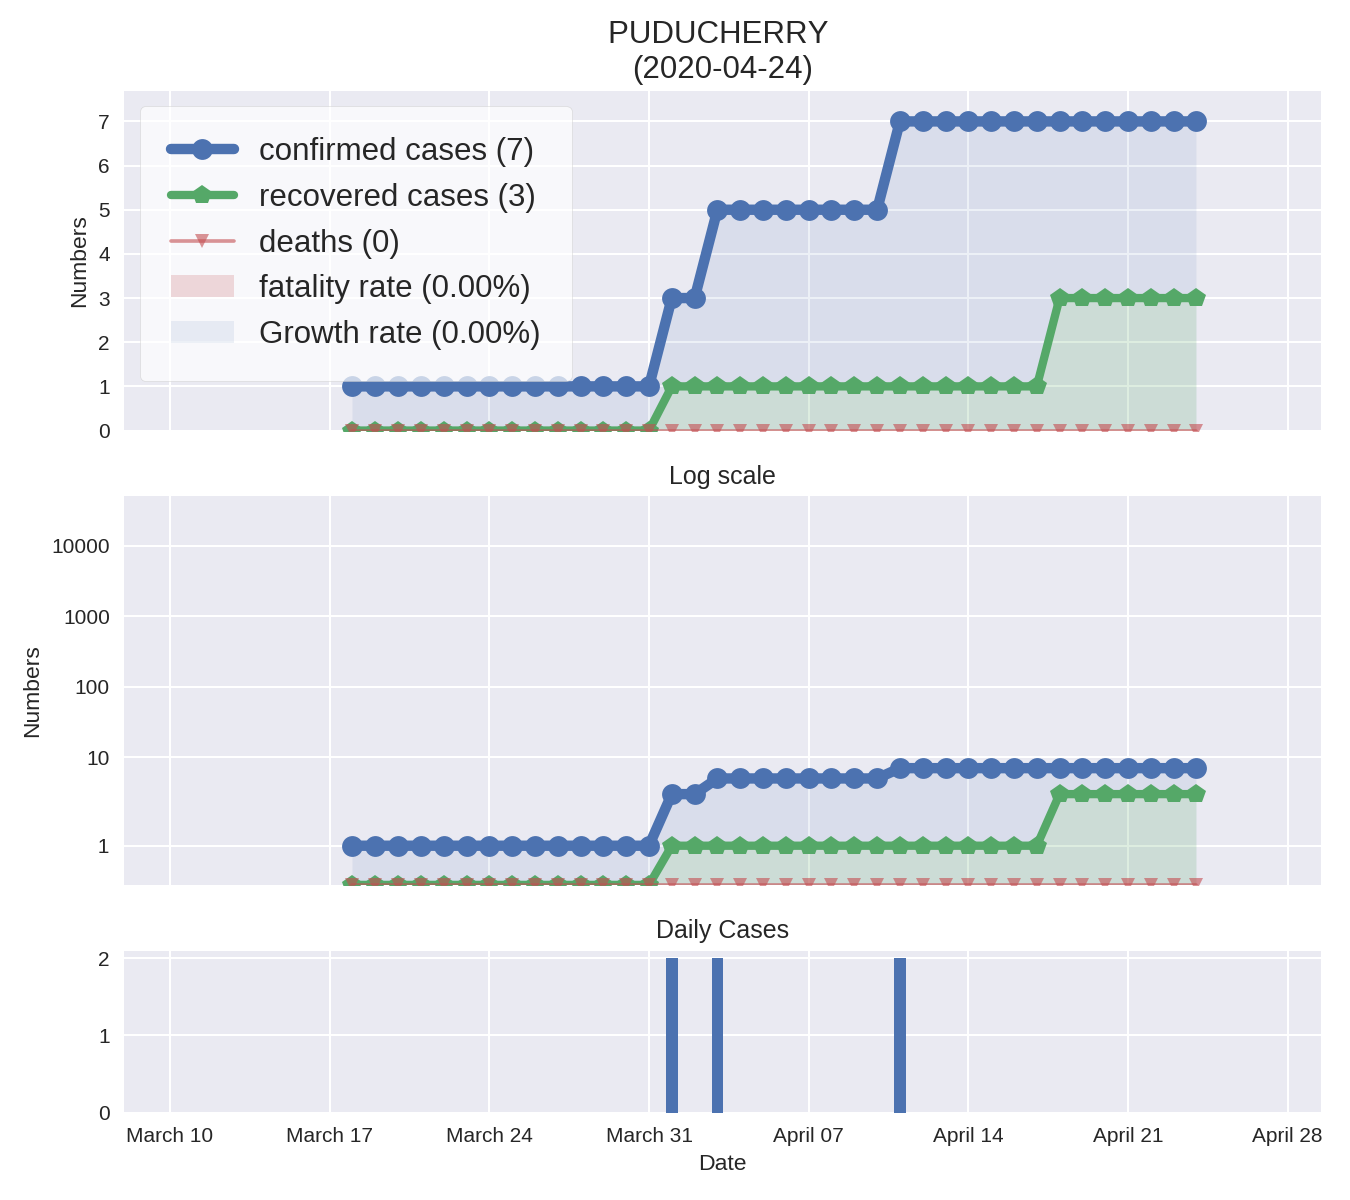 PUDUCHERRY
(2020-04-24)
7
6
5
4
3
2
1
0
Numbers
confirmed cases (7)
recovered cases (3)
deaths (0)
fatality rate (0.00%)
Growth rate (0.00%)
Log scale
10000
1000
100
10
1
Numbers
Daily Cases
2
1
0
March 10 March 17 March 24 March 31 April 07 April 14 April 21 April 28
Date